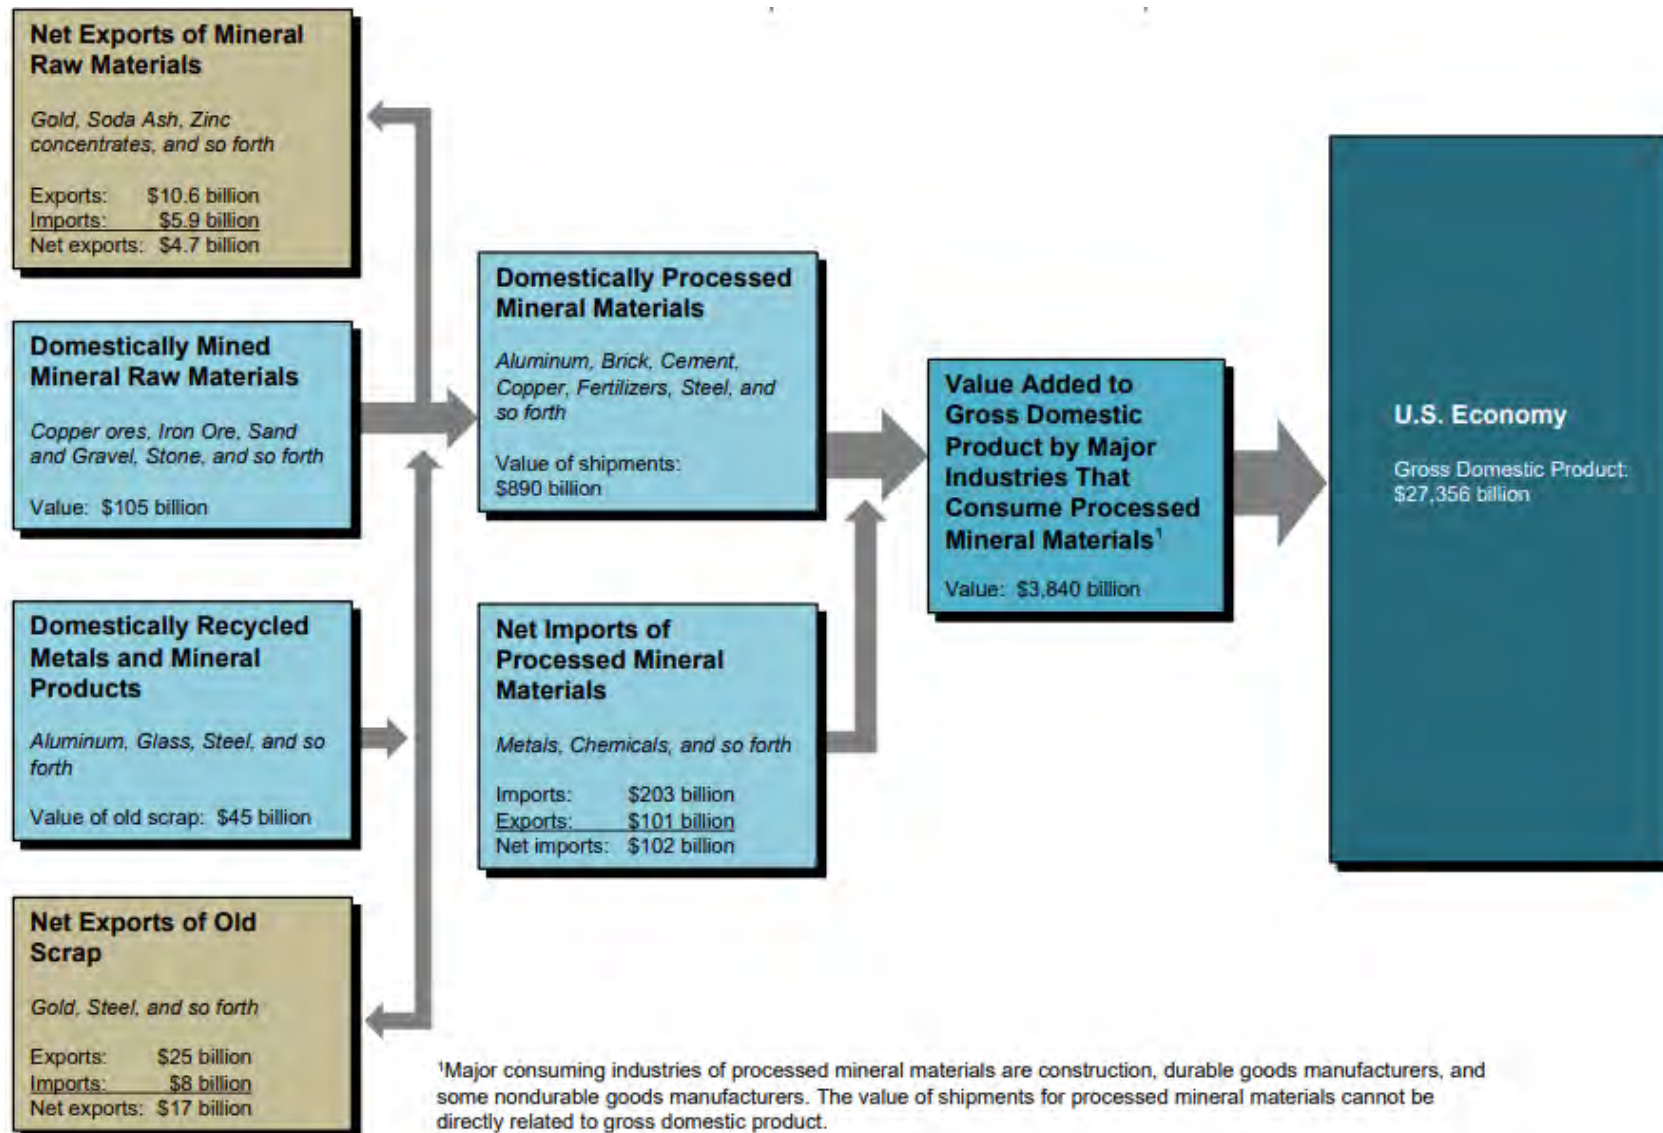 Net Exports of Mineral
Raw Materials
Gold, Soda Ash, Zinc
concentrates, and so forth
Exports: $10.6 billion
Imports: $5.9 billion
Net exports: $4.7 billion
Domestically Mined
Mineral Raw Materials
Copper ores, Iron Ore, Sand
and Gravel, Stone, and so forth
Value: $105 billion
Domestically Recycled
Metals and Mineral
Products
Aluminum, Glass, Steel, and so
forth
Value of old scrap: $45 billion
Net Exports of Old
Scrap
Gold, Steel, and so forth
Exports: $25 billion
Imports: $8 billion
Net exports: $17 billion
Domestically Processed
Mineral Materials
Aluminum, Brick, Cement,
Copper, Fertilizers, Steel, and
so forth
Value of shipments:
$890 billion
Net Imports of
Processed Mineral
Materials
Metals, Chemicals, and so forth
Imports: $203 billion
Exports: $101 billion
Net imports: $102 billion
Value Added to
Gross Domestic
Product by Major
Industries That
Consume Processed
Mineral Materials¹
Value: $3,840 billion
U.S. Economy
Gross Domestic Product:
$27,356 billion
¹Major consuming industries of processed mineral materials are construction, durable goods manufacturers, and
some nondurable goods manufacturers. The value of shipments for processed mineral materials cannot be
directly related to gross domestic product.